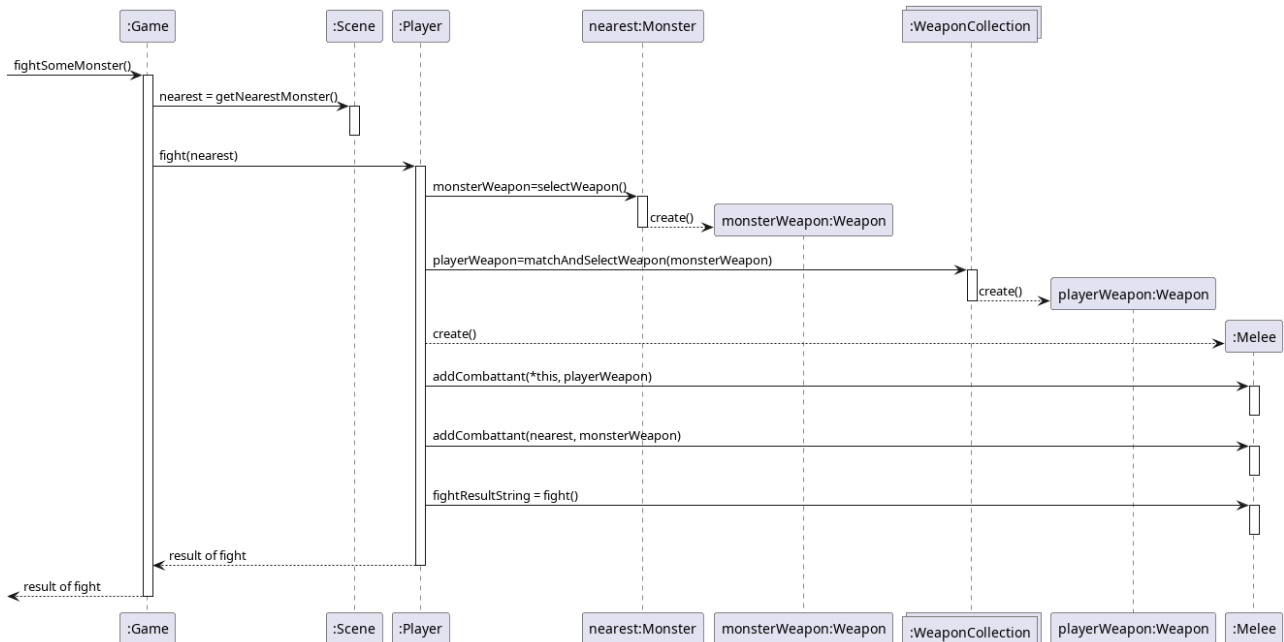 :Game
:Scene
:Player
nearest:Monster
:WeaponCollection
fightSomeMonster()
nearest = getNearestMonster()
fight(nearest)
monsterWeapon=selectWeapon()
create()
monsterWeapon:Weapon
playerWeapon=matchAndSelectWeapon(monsterWeapon)
create()
playerWeapon:Weapon
create()
:Melee
addCombattant(*this, playerWeapon)
addCombattant(nearest, monsterWeapon)
fightResultString = fight()
result of fight
result of fight
:Game
:Scene
:Player
nearest:Monster
monsterWeapon:Weapon
:WeaponCollection
playerWeapon:Weapon
:Melee